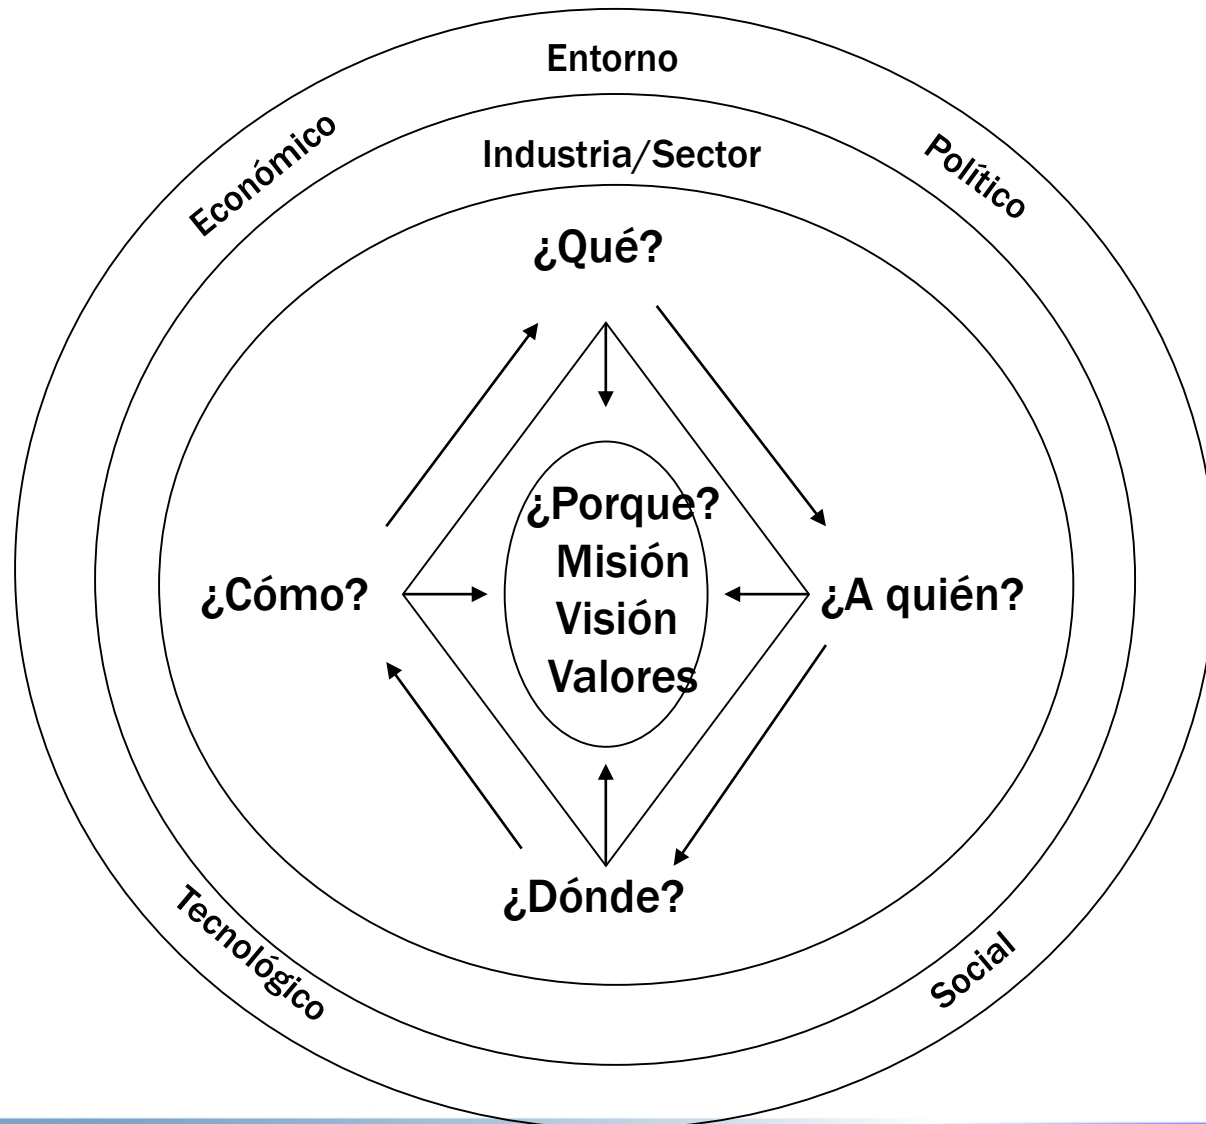 Entorno
Económico
Político
Industria/Sector
¿Qué?
¿Porque?
Misión
Visión
Valores
¿Cómo?
¿A quién?
¿Dónde?
Tecnológico
Social